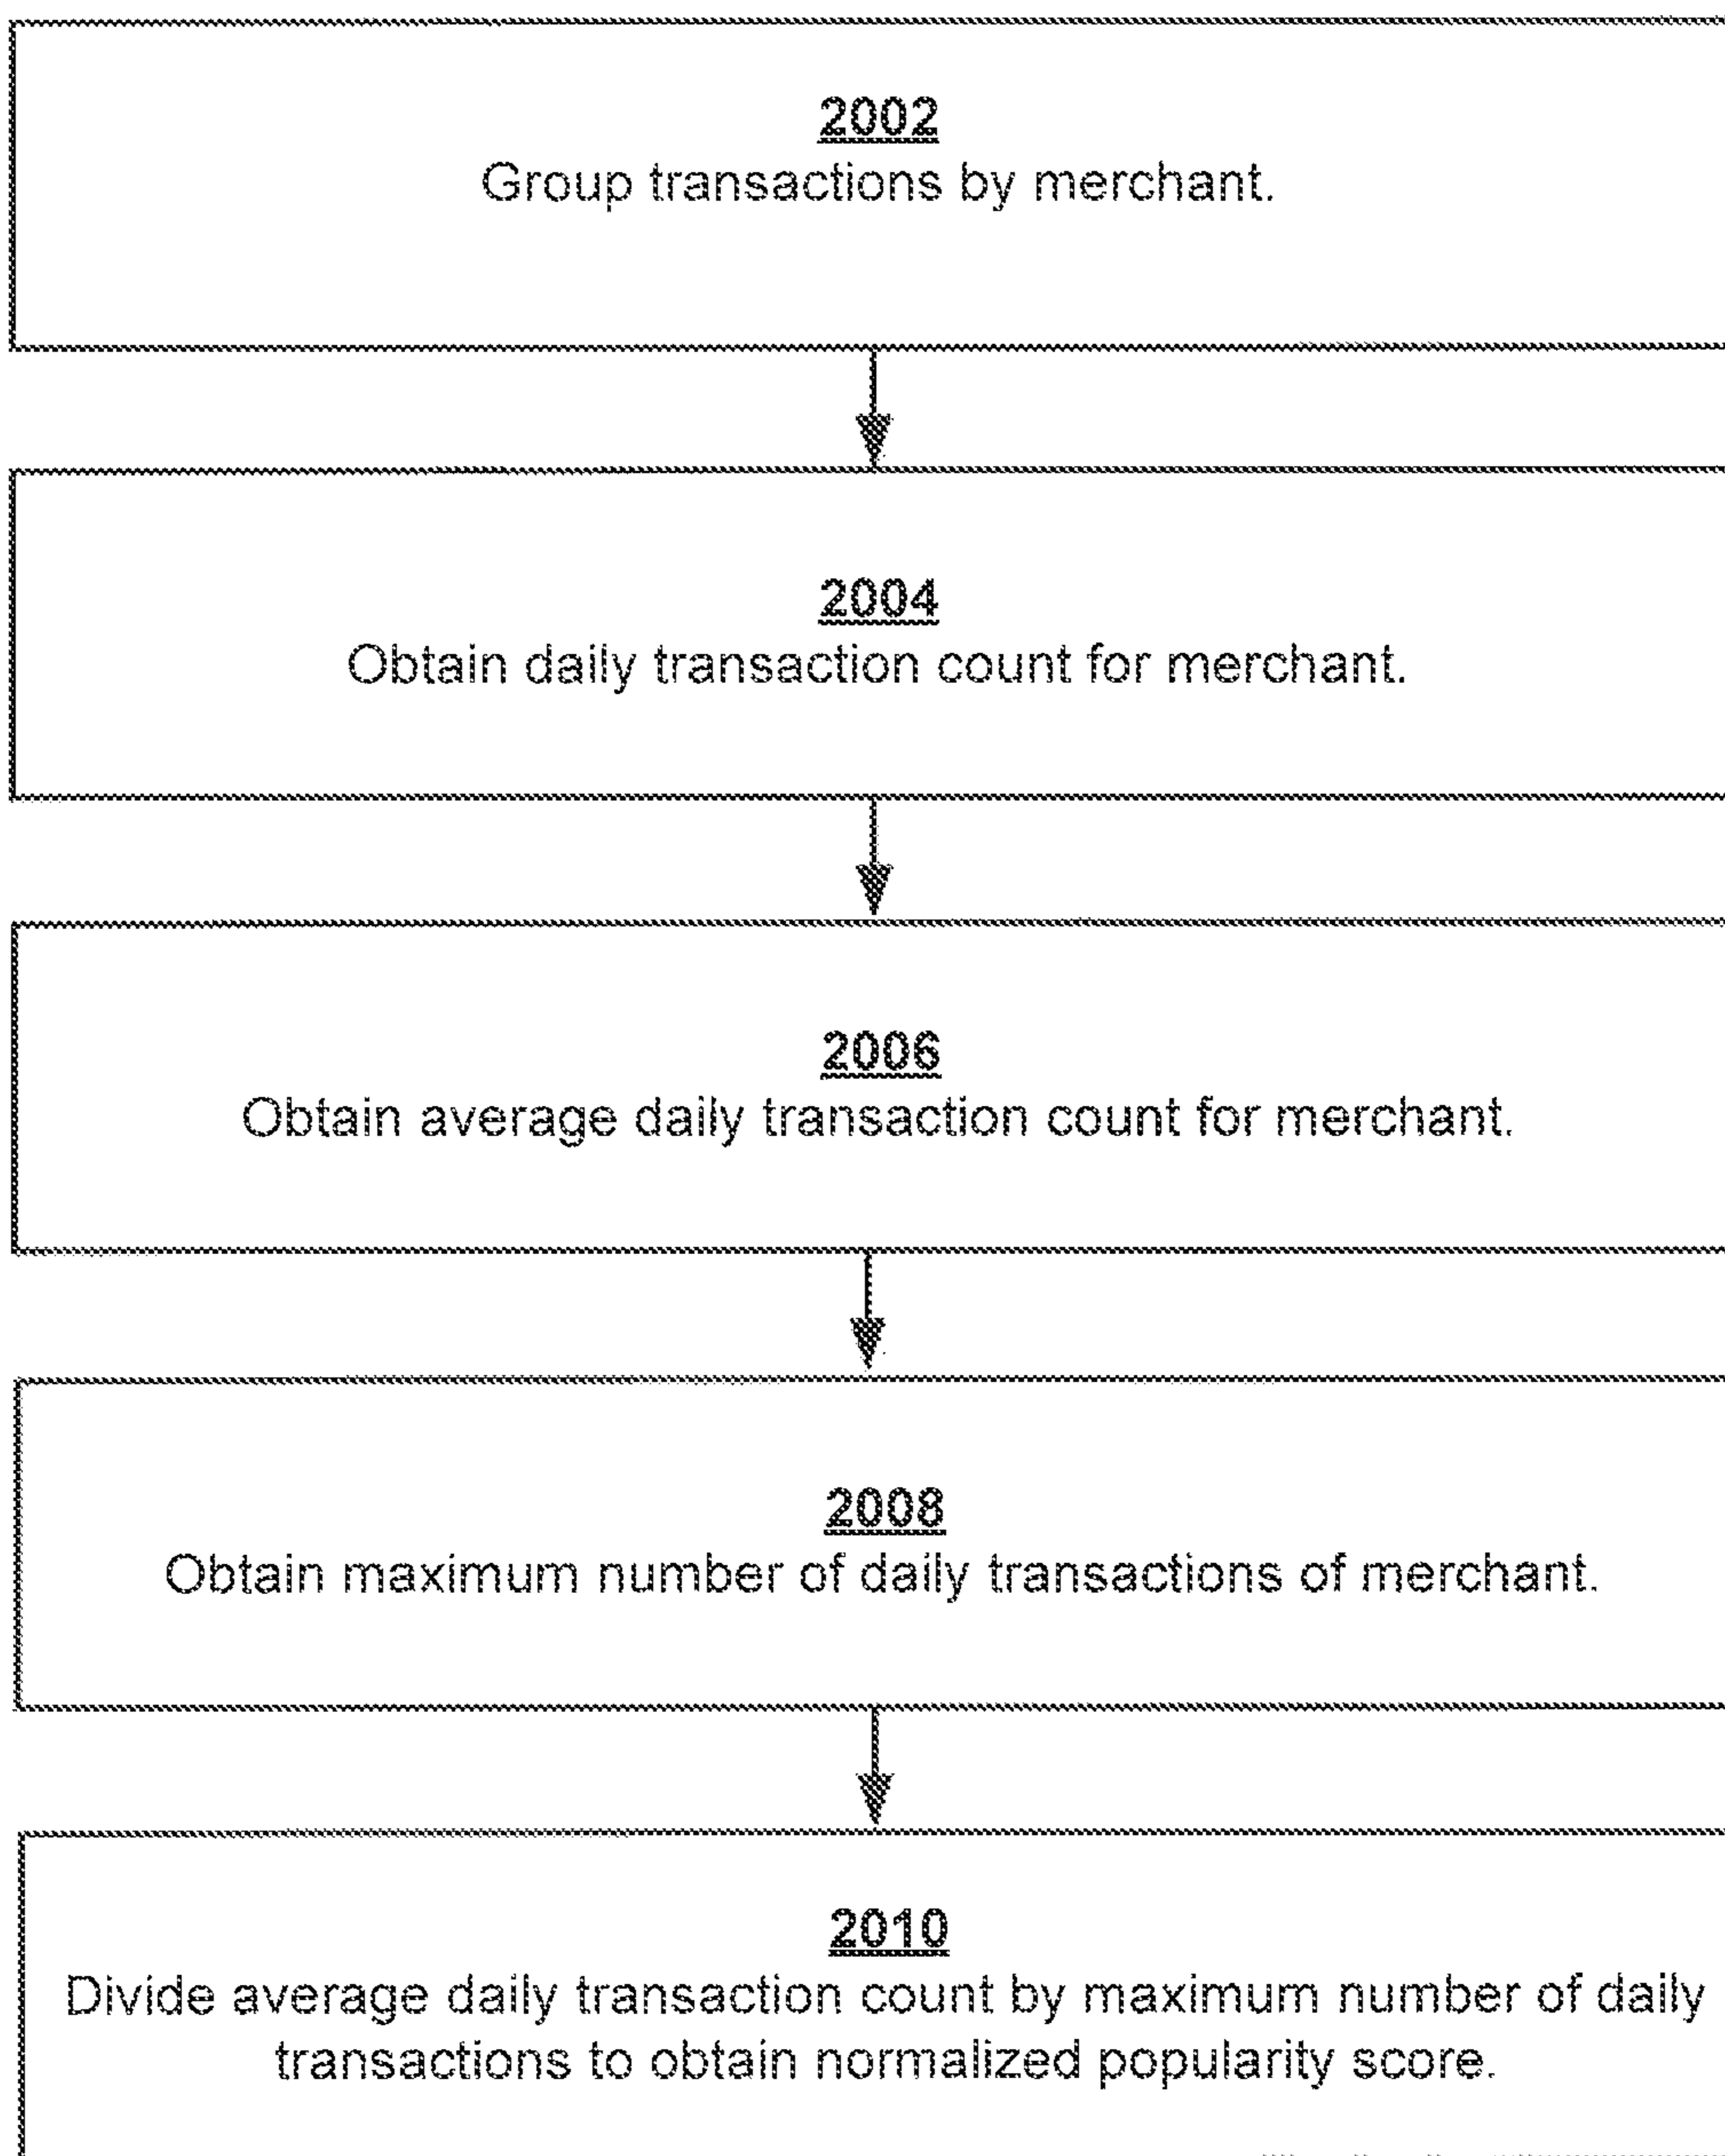 2002
Group transactions by merchant.
2004
Obtain daily transaction count for merchant.
2006
Obtain average daily transaction count for merchant.
2008
Obtain maximum number of daily transactions of merchant.
2010
Divide average daily transaction count by maximum number of daily
transactions to obtain normalized popularity score.